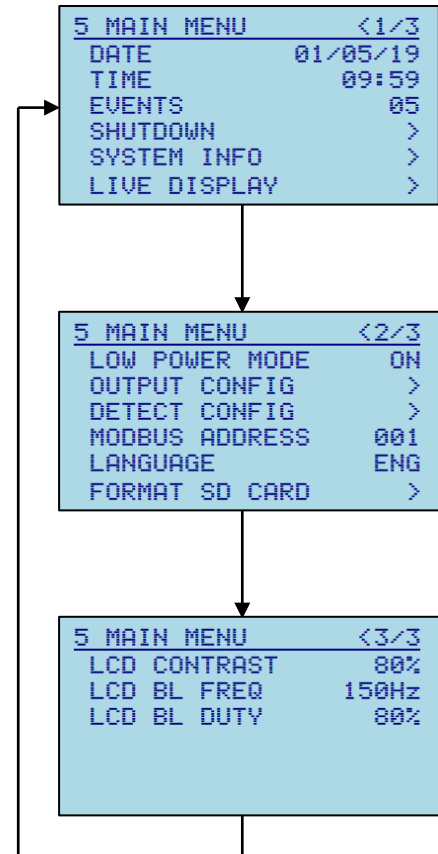 5 MAIN MENU <1/3
DATE 01/05/19
TIME 09:59
EVENTS 05
SHUTDOWN >
SYSTEM INFO >
LIVE DISPLAY >
5 MAIN MENU <2/3
LOW POWER MODE ON
OUTPUT CONFIG >
DETECT CONFIG >
MODBUS ADDRESS 001
LANGUAGE ENG
FORMAT SD CARD >
5 MAIN MENU <3/3
LCD CONTRAST 80%
LCD BL FREQ 150Hz
LCD BL DUTY 80%